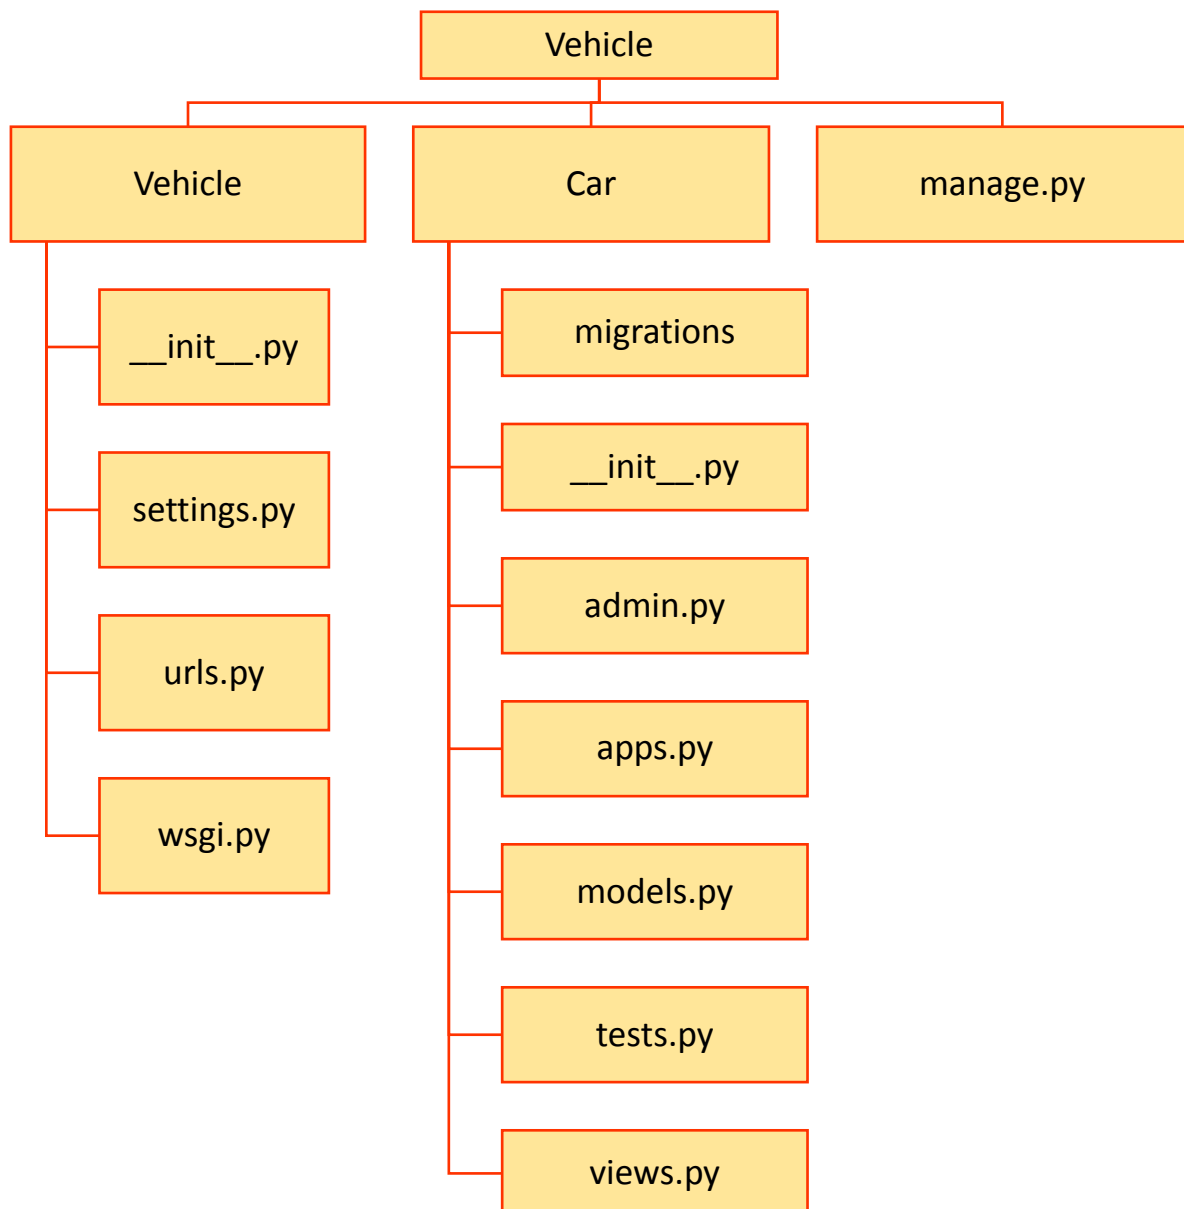 Vehicle
Vehicle
Car
manage.py
__init__.py
settings.py
urls.py
wsgi.py
migrations
__init__.py
admin.py
apps.py
models.py
tests.py
views.py